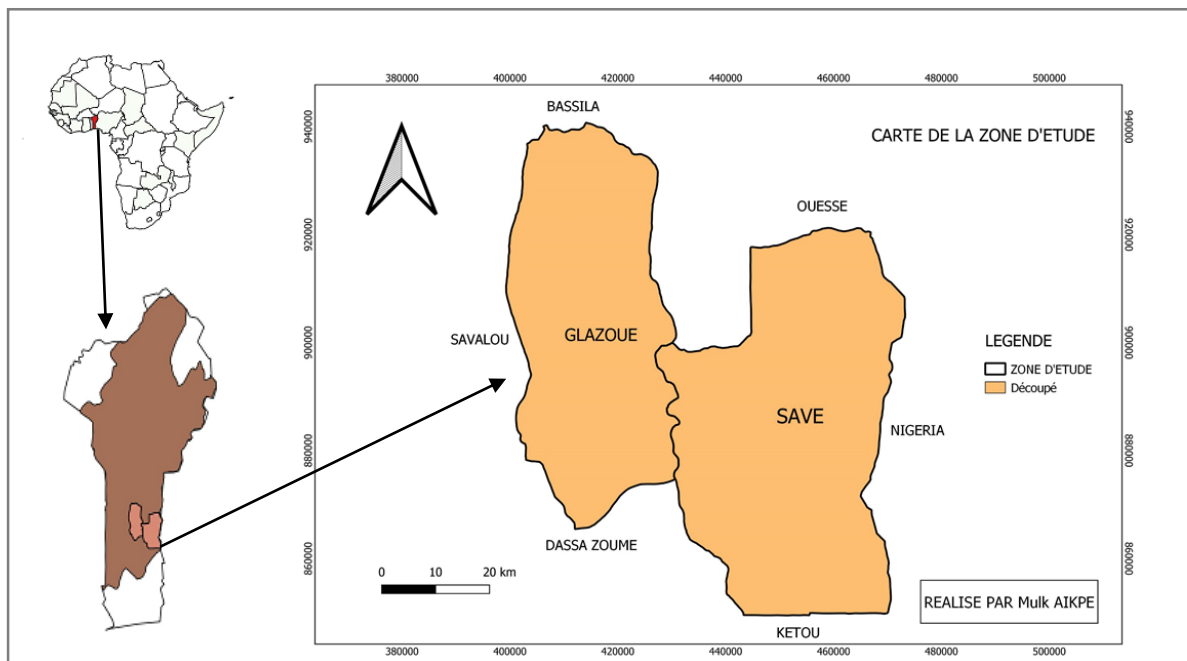 380000 400000 420000 440000 460000 480000 500000
BASSILA
940000
940000
CARTE DE LA ZONE D'ETUDE
OUESSE
920000
920000
SAVALOU
GLAZOUE
900000
900000
LEGENDE
ZONE D'ETUDE
Découpé
SAVE
NIGERIA
880000
880000
DASSA ZOUME
860000
860000
0 10 20 km
REALISE PAR Mulk AIKPE
KETOU
380000 400000 420000 440000 460000 480000 500000